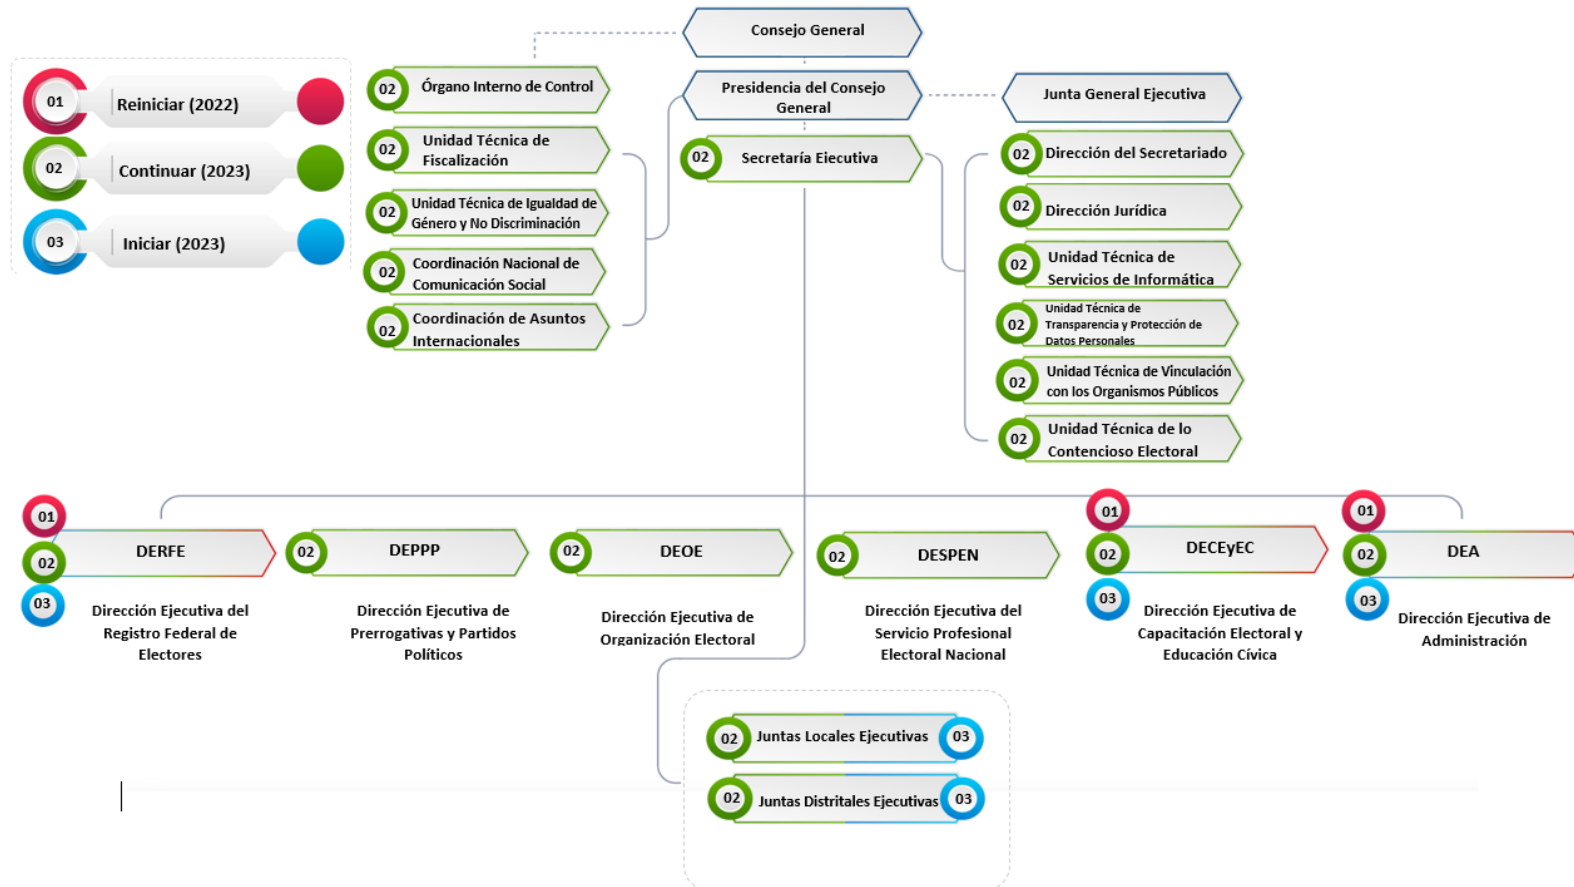 Consejo General
01
Reiniciar (2022)
02
Continuar (2023)
03
Iniciar (2023)
02
Órgano Interno de Control
02
Unidad Técnica de
Fiscalización
02
Unidad Técnica de Igualdad de
Género y No Discriminación
02
Coordinación Nacional de
Comunicación Social
02
Coordinación de Asuntos
Internacionales
Presidencia del Consejo
General
02
Secretaría Ejecutiva
Junta General Ejecutiva
02
Dirección del Secretariado
02
Dirección Jurídica
02
Unidad Técnica de
Servicios de Informática
02
Unidad Técnica de
Transparencia y Protección de
Datos Personales
02
Unidad Técnica de Vinculación
con los Organismos Públicos
02
Unidad Técnica de lo
Contencioso Electoral
01
02
03
DERFE
Dirección Ejecutiva del
Registro Federal de
Electores
02
DEPPP
Dirección Ejecutiva de
Prerrogativas y Partidos
Políticos
02
DEOE
Dirección Ejecutiva de
Organización Electoral
02
DESPEN
Dirección Ejecutiva del
Servicio Profesional
Electoral Nacional
01
02
03
DECEyEC
Dirección Ejecutiva de
Capacitación Electoral y
Educación Cívica
01
02
03
DEA
Dirección Ejecutiva de
Administración
02
Juntas Locales Ejecutivas
03
02
Juntas Distritales Ejecutivas
03